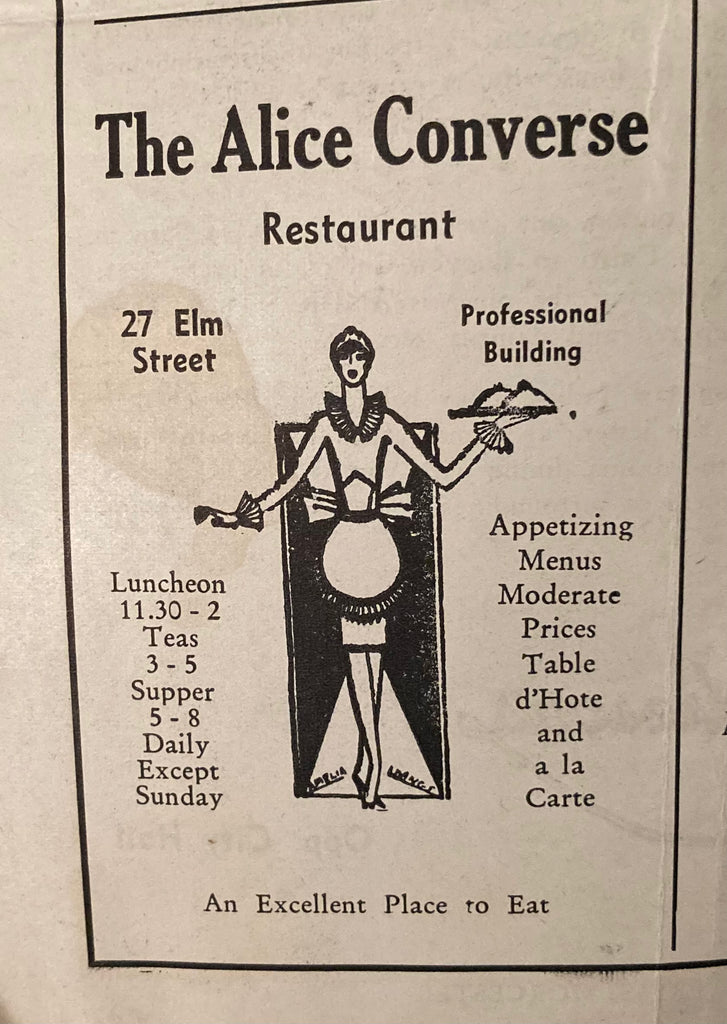 The Alice Converse
Restaurant
27 Elm
Street
Professional
Building
Luncheon
11.30 - 2
Teas
3 - 5
Supper
5 - 8
Daily
Except
Sunday
Appetizing
Menus
Moderate
Prices
Table
d'Hote
and
a la
Carte
An Excellent Place to Eat